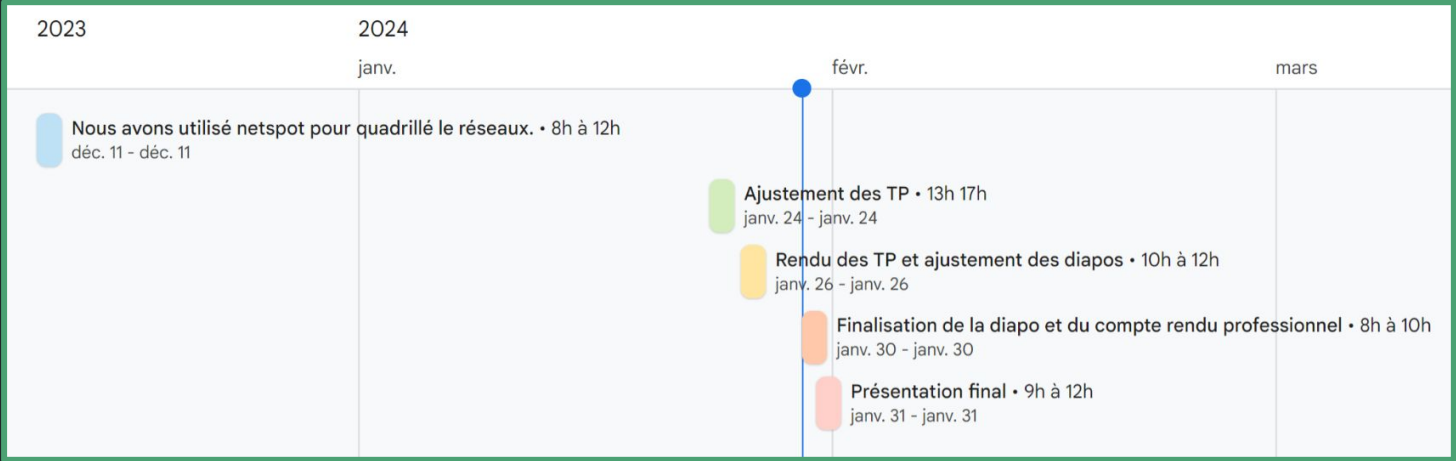 2023 2024
janv. févr. mars
Nous avons utilisé netspot pour quadrillé le réseaux. • 8h à 12h
déc. 11 - déc. 11
Ajustement des TP • 13h 17h
janv. 24 - janv. 24
Rendu des TP et ajustement des diapos • 10h à 12h
janv. 26 - janv. 26
Finalisation de la diapo et du compte rendu professionnel • 8h à 10h
janv. 30 - janv. 30
Présentation final • 9h à 12h
janv. 31 - janv. 31